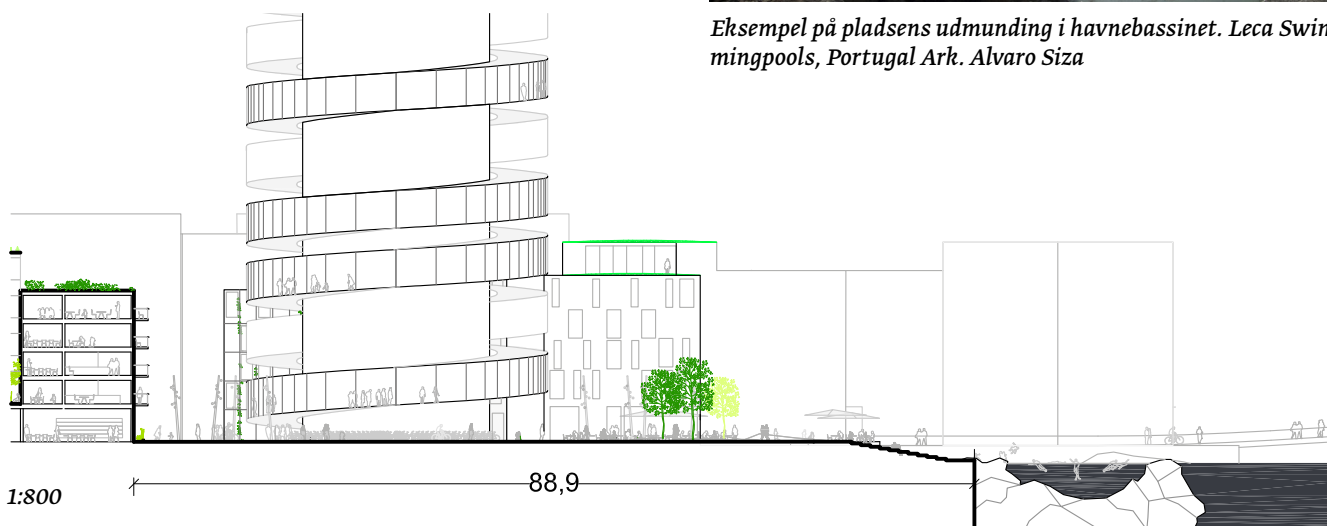 Eksempel på pladsens udmunding i havnebassinet. Leca Swim
mingpools, Portugal Ark. Alvaro Siza
88,9
1:800